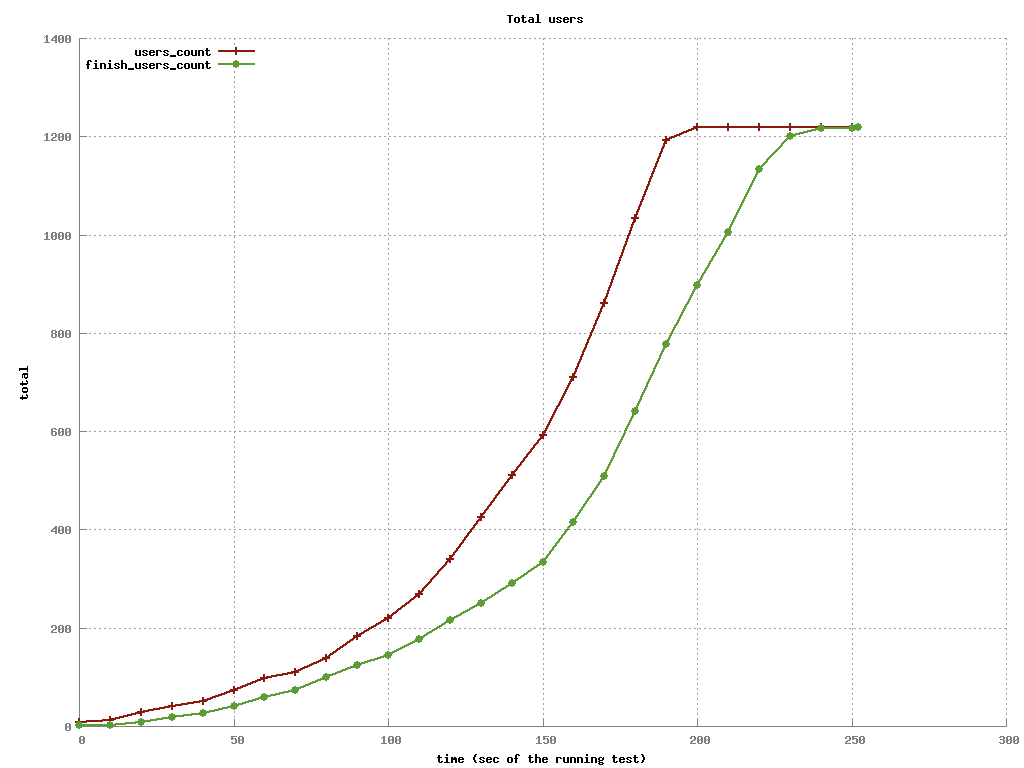 Total users
users_count
finish_users_count
1400
1200
1000
800
600
400
200
0
total
0 50 100 150 200 250 300
time (sec of the running test)